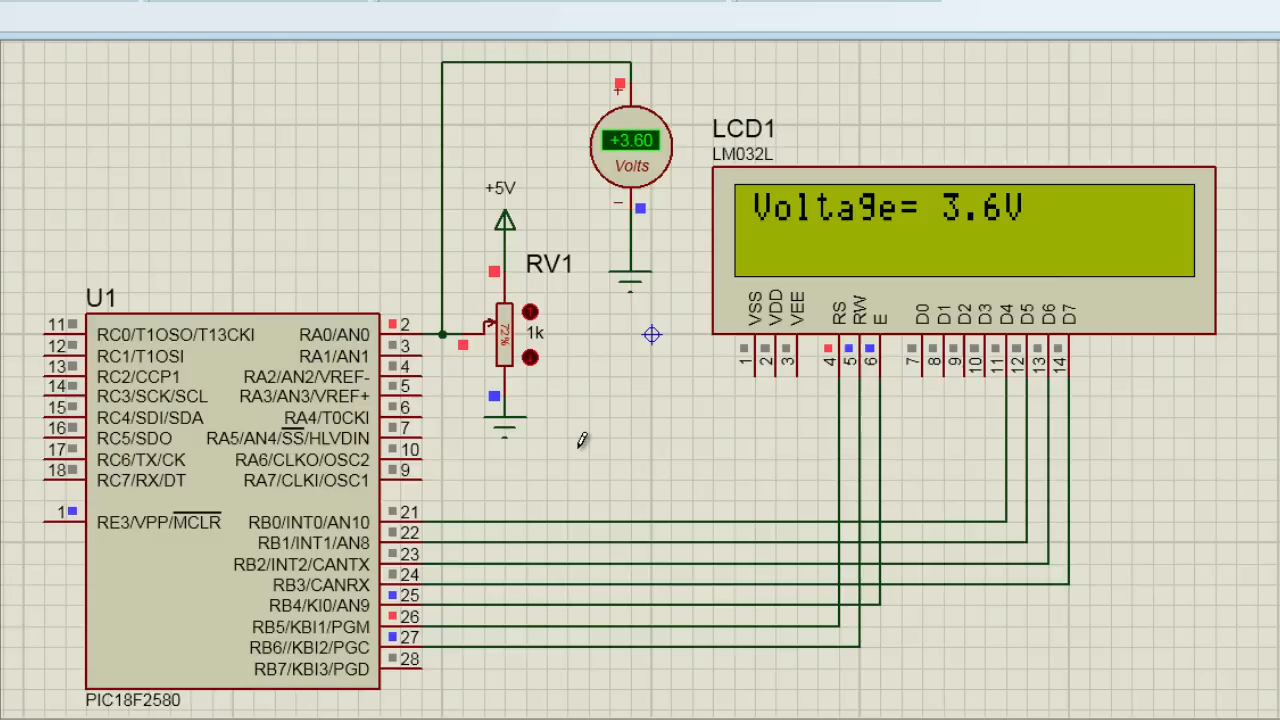 +
+3.60
Volts
−
LCD1
LM032L
Voltage= 3.6V
VSS VDD VEE RS RW E D0 D1 D2 D3 D4 D5 D6 D7
1 2 3 4 5 6 7 8 9 10 11 12 13 14
+5V
RV1
72%
1k
U1
11 RC0/T1OSO/T13CKI RA0/AN0 2
12 RC1/T1OSI RA1/AN1 3
13 RC2/CCP1 RA2/AN2/VREF- 4
14 RC3/SCK/SCL RA3/AN3/VREF+ 5
15 RC4/SDI/SDA RA4/T0CKI 6
16 RC5/SDO RA5/AN4/SS/HLVDIN 7
17 RC6/TX/CK RA6/CLKO/OSC2 10
18 RC7/RX/DT RA7/CLKI/OSC1 9
1 RE3/VPP/MCLR RB0/INT0/AN10 21
RB1/INT1/AN8 22
RB2/INT2/CANTX 23
RB3/CANRX 24
RB4/KI0/AN9 25
RB5/KBI1/PGM 26
RB6//KBI2/PGC 27
RB7/KBI3/PGD 28
PIC18F2580